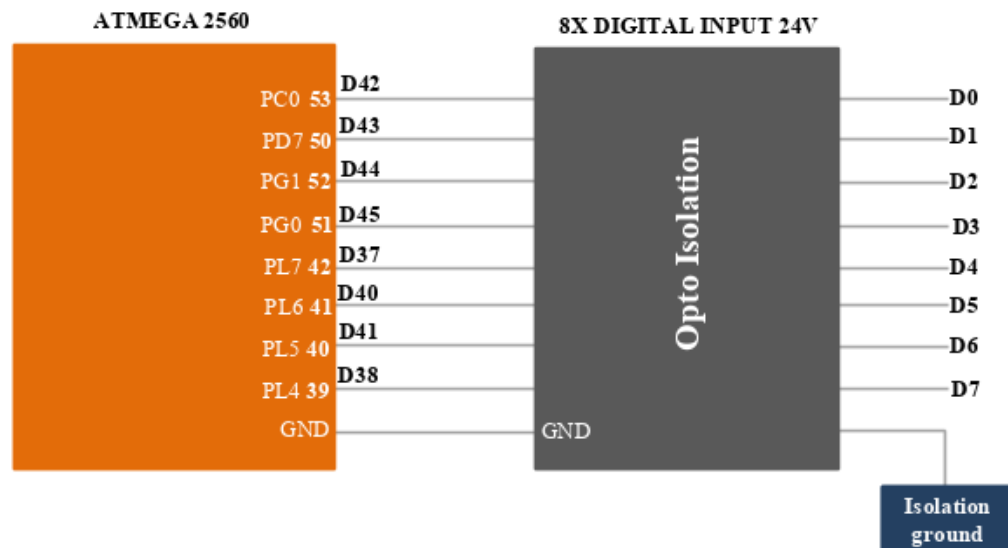 ATMEGA 2560
8X DIGITAL INPUT 24V
PC0 53 D42 D0
PD7 50 D43 D1
PG1 52 D44 D2
PG0 51 D45 D3
PL7 42 D37 D4
PL6 41 D40 D5
PL5 40 D41 D6
PL4 39 D38 D7
GND GND
Opto Isolation
Isolation
ground